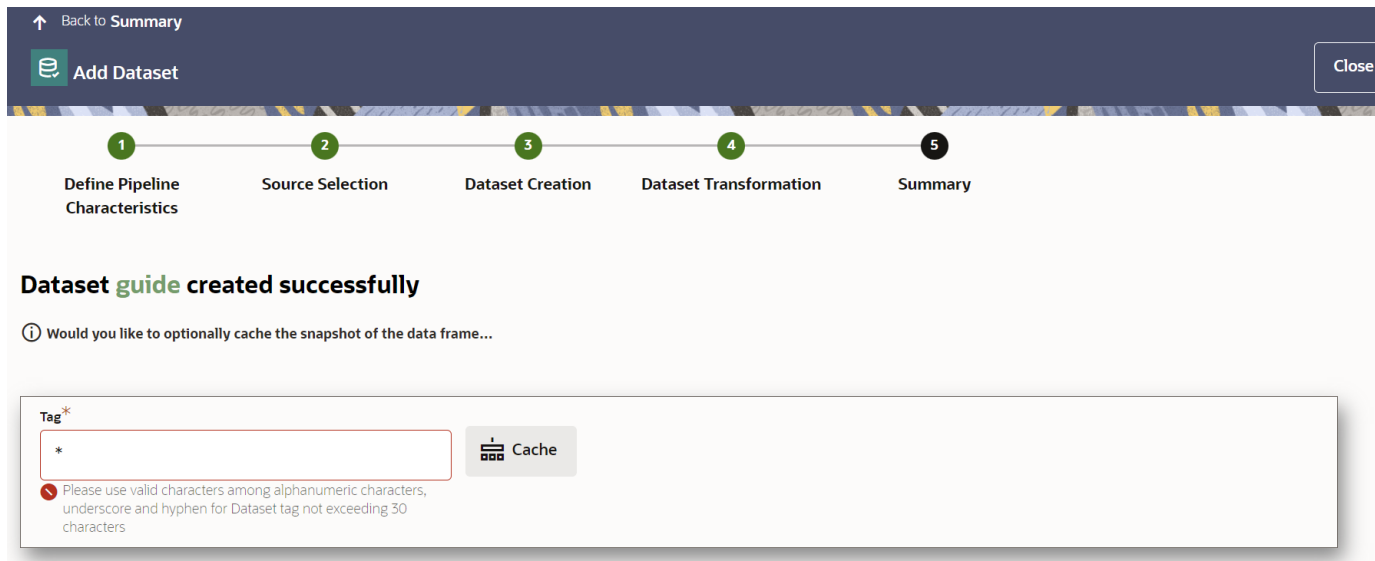 Back to Summary
Add Dataset
Close
1
2
3
4
5
Define Pipeline
Characteristics
Source Selection
Dataset Creation
Dataset Transformation
Summary
Dataset guide created successfully
Would you like to optionally cache the snapshot of the data frame...
Tag*
*
Cache
Please use valid characters among alphanumeric characters,
underscore and hyphen for Dataset tag not exceeding 30
characters